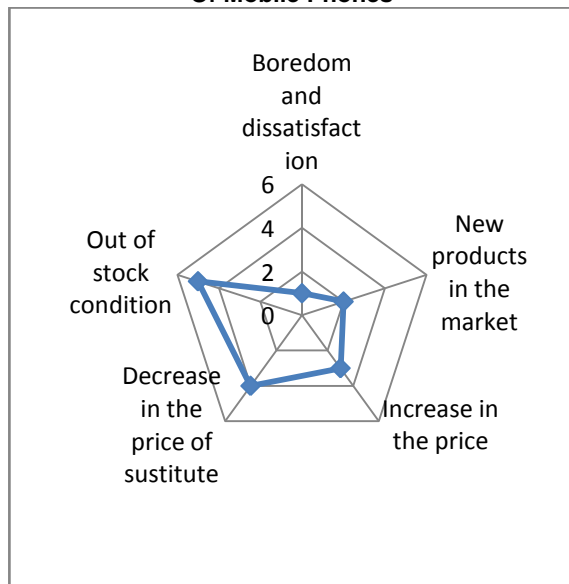 Of Mobile Phones
Boredom
and
dissatisfact
ion
6
4
2
0
New
products
in the
market
Increase in
the price
Decrease
in the
price of
sustitute
Out of
stock
condition